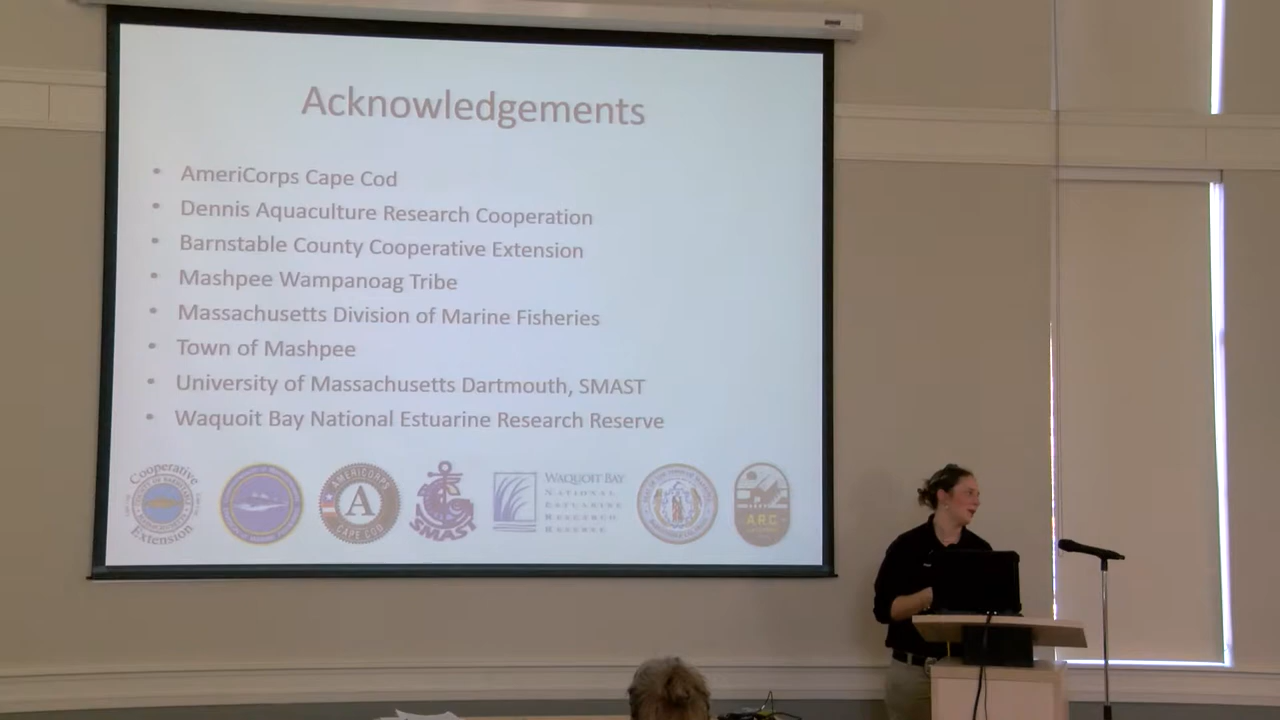 Acknowledgements
• AmeriCorps Cape Cod
• Dennis Aquaculture Research Cooperation
• Barnstable County Cooperative Extension
• Mashpee Wampanoag Tribe
• Massachusetts Division of Marine Fisheries
• Town of Mashpee
• University of Massachusetts Dartmouth, SMAST
• Waquoit Bay National Estuarine Research Reserve
Cooperative
Extension
AMERICORPS
A
CAPE COD
SMAST
WAQUOIT BAY
NATIONAL
ESTUARINE
RESEARCH
RESERVE
ARC